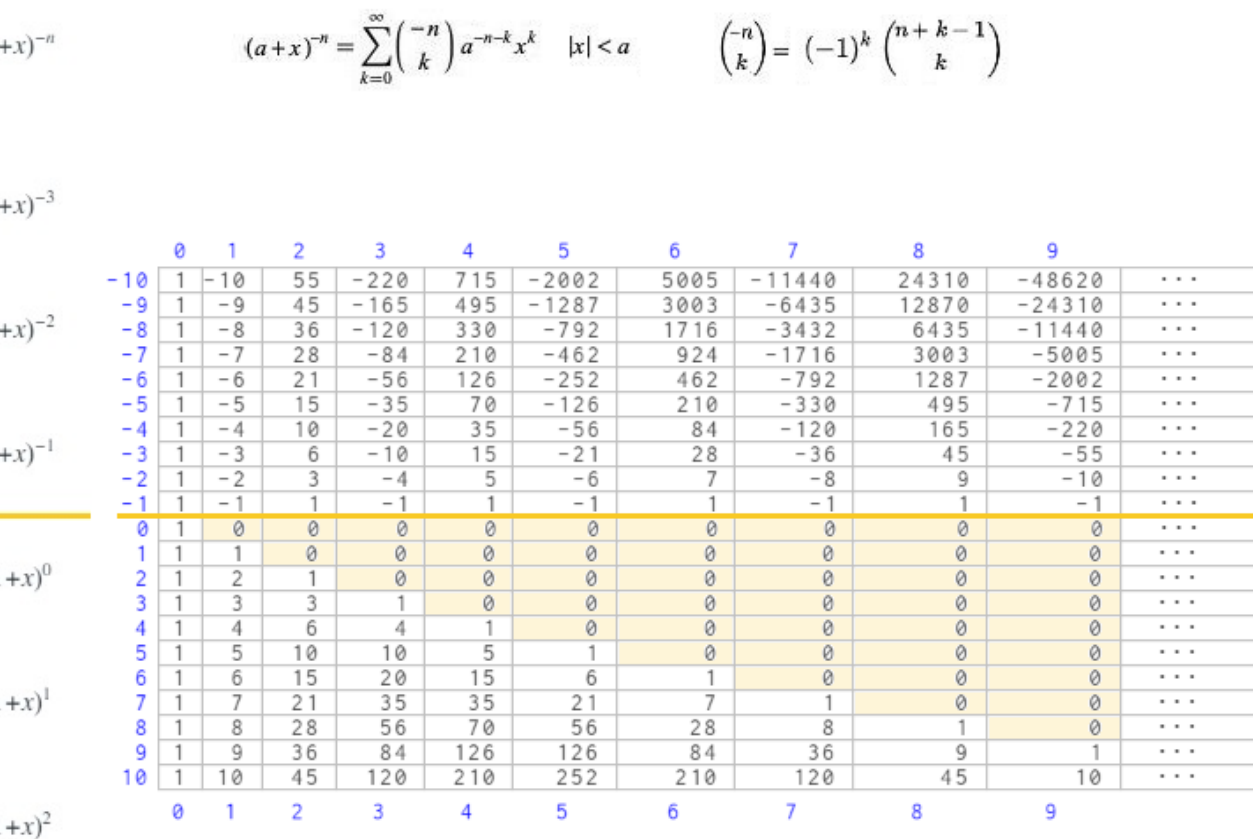 +x)⁻ⁿ
(a+x)⁻ⁿ = ∑_{k=0}^{∞} (−n choose k) a^{−n−k} x^k |x| < a (−n choose k) = (−1)^k (n+k−1 choose k)
+x)⁻³
0 1 2 3 4 5 6 7 8 9
-10 1 -10 55 -220 715 -2002 5005 -11440 24310 -48620 ...
-9 1 -9 45 -165 495 -1287 3003 -6435 12870 -24310 ...
+x)⁻²
-8 1 -8 36 -120 330 -792 1716 -3432 6435 -11440 ...
-7 1 -7 28 -84 210 -462 924 -1716 3003 -5005 ...
-6 1 -6 21 -56 126 -252 462 -792 1287 -2002 ...
-5 1 -5 15 -35 70 -126 210 -330 495 -715 ...
-4 1 -4 10 -20 35 -56 84 -120 165 -220 ...
+x)⁻¹
-3 1 -3 6 -10 15 -21 28 -36 45 -55 ...
-2 1 -2 3 -4 5 -6 7 -8 9 -10 ...
-1 1 -1 1 -1 1 -1 1 -1 1 -1 ...
0 1 0 0 0 0 0 0 0 0 0 ...
1 1 1 0 0 0 0 0 0 0 0 ...
+x)⁰
2 1 2 1 0 0 0 0 0 0 0 ...
3 1 3 3 1 0 0 0 0 0 0 ...
4 1 4 6 4 1 0 0 0 0 0 ...
5 1 5 10 10 5 1 0 0 0 0 ...
6 1 6 15 20 15 6 1 0 0 0 ...
+x)¹
7 1 7 21 35 35 21 7 1 0 0 ...
8 1 8 28 56 70 56 28 8 1 0 ...
9 1 9 36 84 126 126 84 36 9 1 ...
10 1 10 45 120 210 252 210 120 45 10 ...
0 1 2 3 4 5 6 7 8 9
+x)²